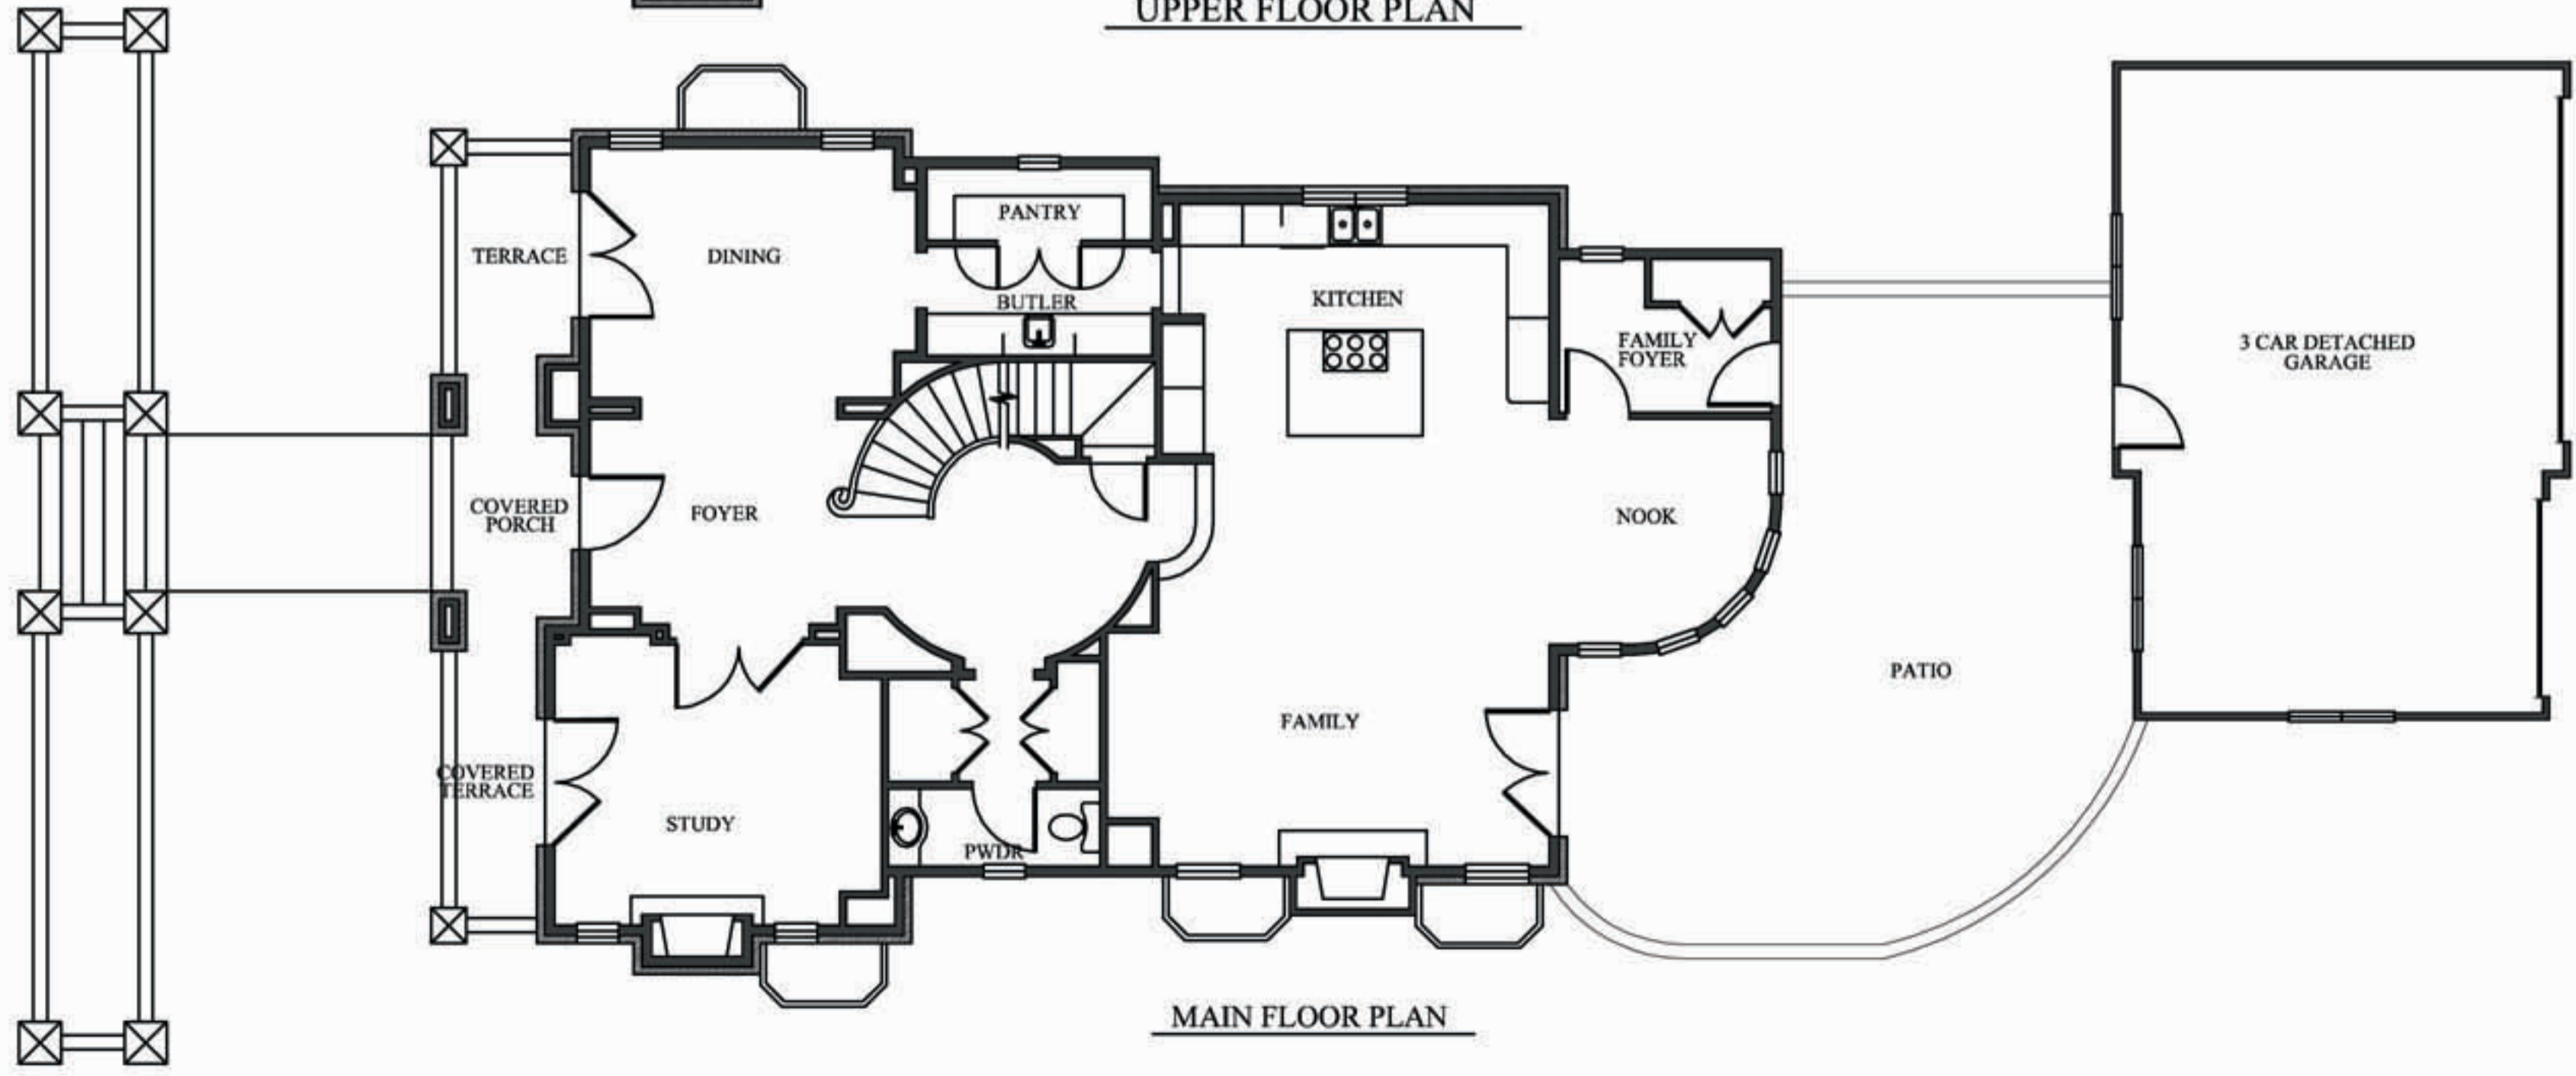 UPPER FLOOR PLAN
PANTRY
TERRACE
DINING
BUTLER
KITCHEN
FAMILY
FOYER
3 CAR DETACHED
GARAGE
COVERED
PORCH
FOYER
NOOK
PATIO
FAMILY
COVERED
TERRACE
STUDY
PWDR
MAIN FLOOR PLAN